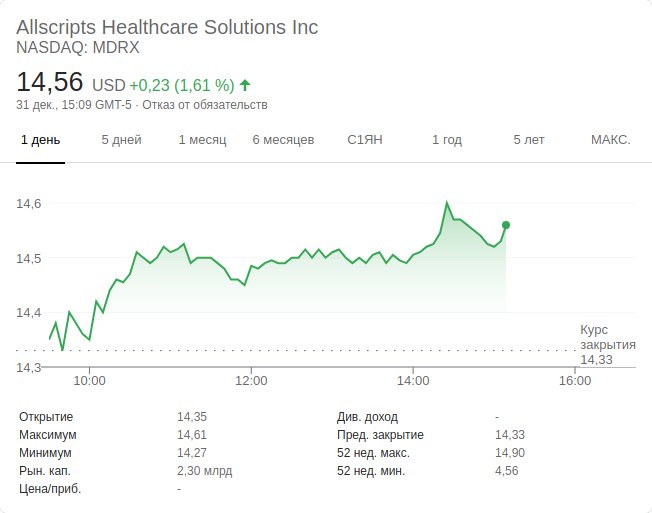 Allscripts Healthcare Solutions Inc
NASDAQ: MDRX
14,56 USD +0,23 (1,61 %)
31 дек., 15:09 GMT-5 · Отказ от обязательств
1 день 5 дней 1 месяц 6 месяцев С1ЯН 1 год 5 лет МАКС.
14,6
14,5
14,4
Курс
закрытия
14,33
14,3
10:00 12:00 14:00 16:00
Открытие 14,35 Див. доход -
Максимум 14,61 Пред. закрытие 14,33
Минимум 14,27 52 нед. макс. 14,90
Рын. кап. 2,30 млрд 52 нед. мин. 4,56
Цена/приб. -